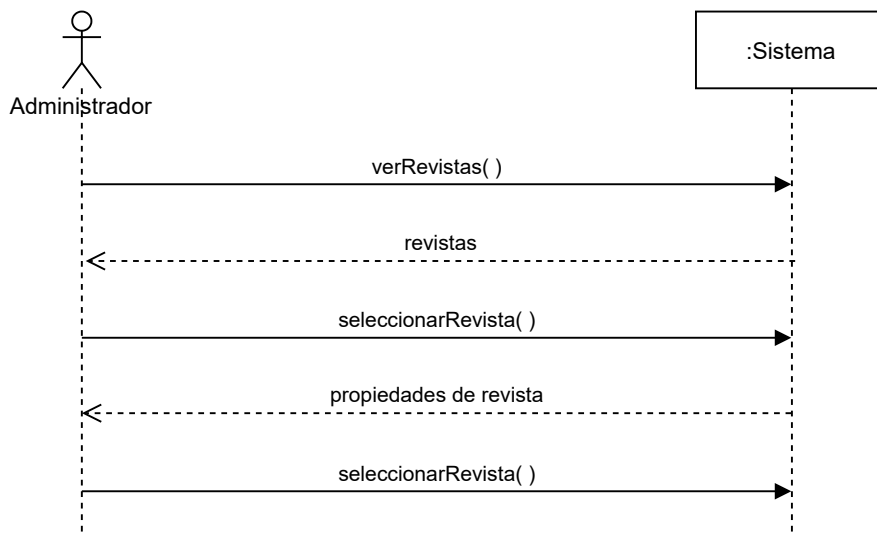 :Sistema
Administrador
verRevistas( )
revistas
seleccionarRevista( )
propiedades de revista
seleccionarRevista( )